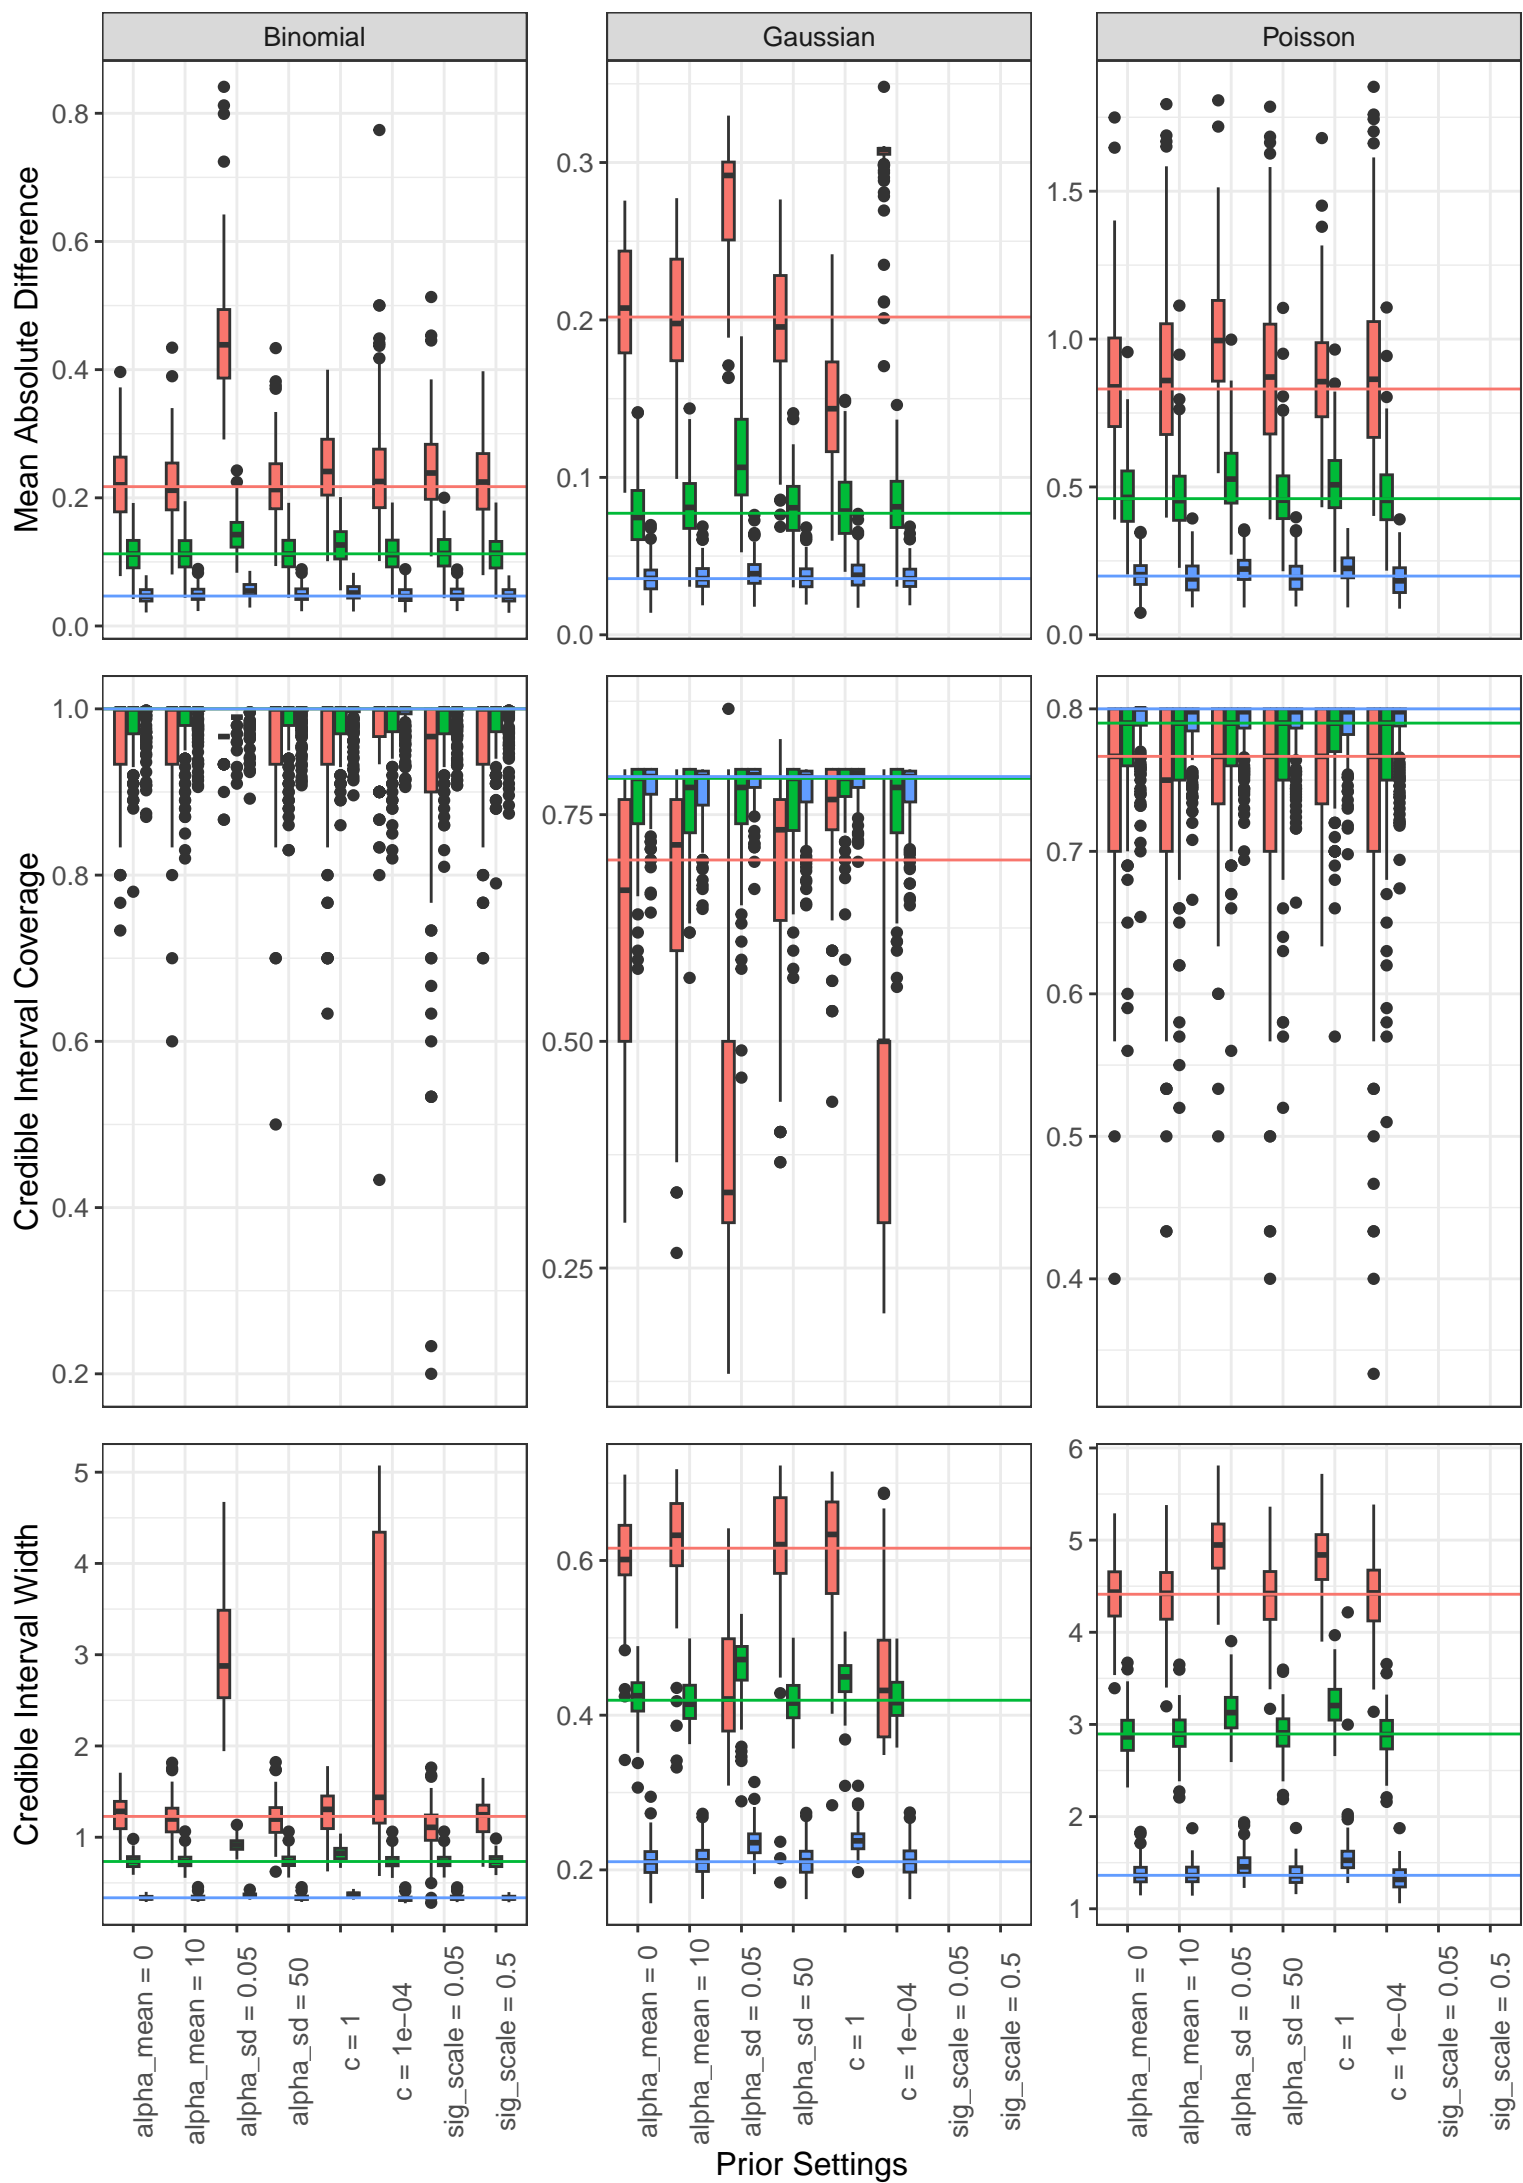 Binomial
Gaussian
Poisson
Mean Absolute Difference
0.8
0.6
0.4
0.2
0.0
0.3
0.2
0.1
0.0
1.5
1.0
0.5
0.0
Credible Interval Coverage
1.0
0.8
0.6
0.4
0.2
0.75
0.50
0.25
0.8
0.7
0.6
0.5
0.4
Credible Interval Width
5
4
3
2
1
0.6
0.4
0.2
6
5
4
3
2
1
alpha_mean = 0
alpha_mean = 10
alpha_sd = 0.05
alpha_sd = 50
c = 1
c = 1e−04
sig_scale = 0.05
sig_scale = 0.5
alpha_mean = 0
alpha_mean = 10
alpha_sd = 0.05
alpha_sd = 50
c = 1
c = 1e−04
sig_scale = 0.05
sig_scale = 0.5
alpha_mean = 0
alpha_mean = 10
alpha_sd = 0.05
alpha_sd = 50
c = 1
c = 1e−04
sig_scale = 0.05
sig_scale = 0.5
Prior Settings